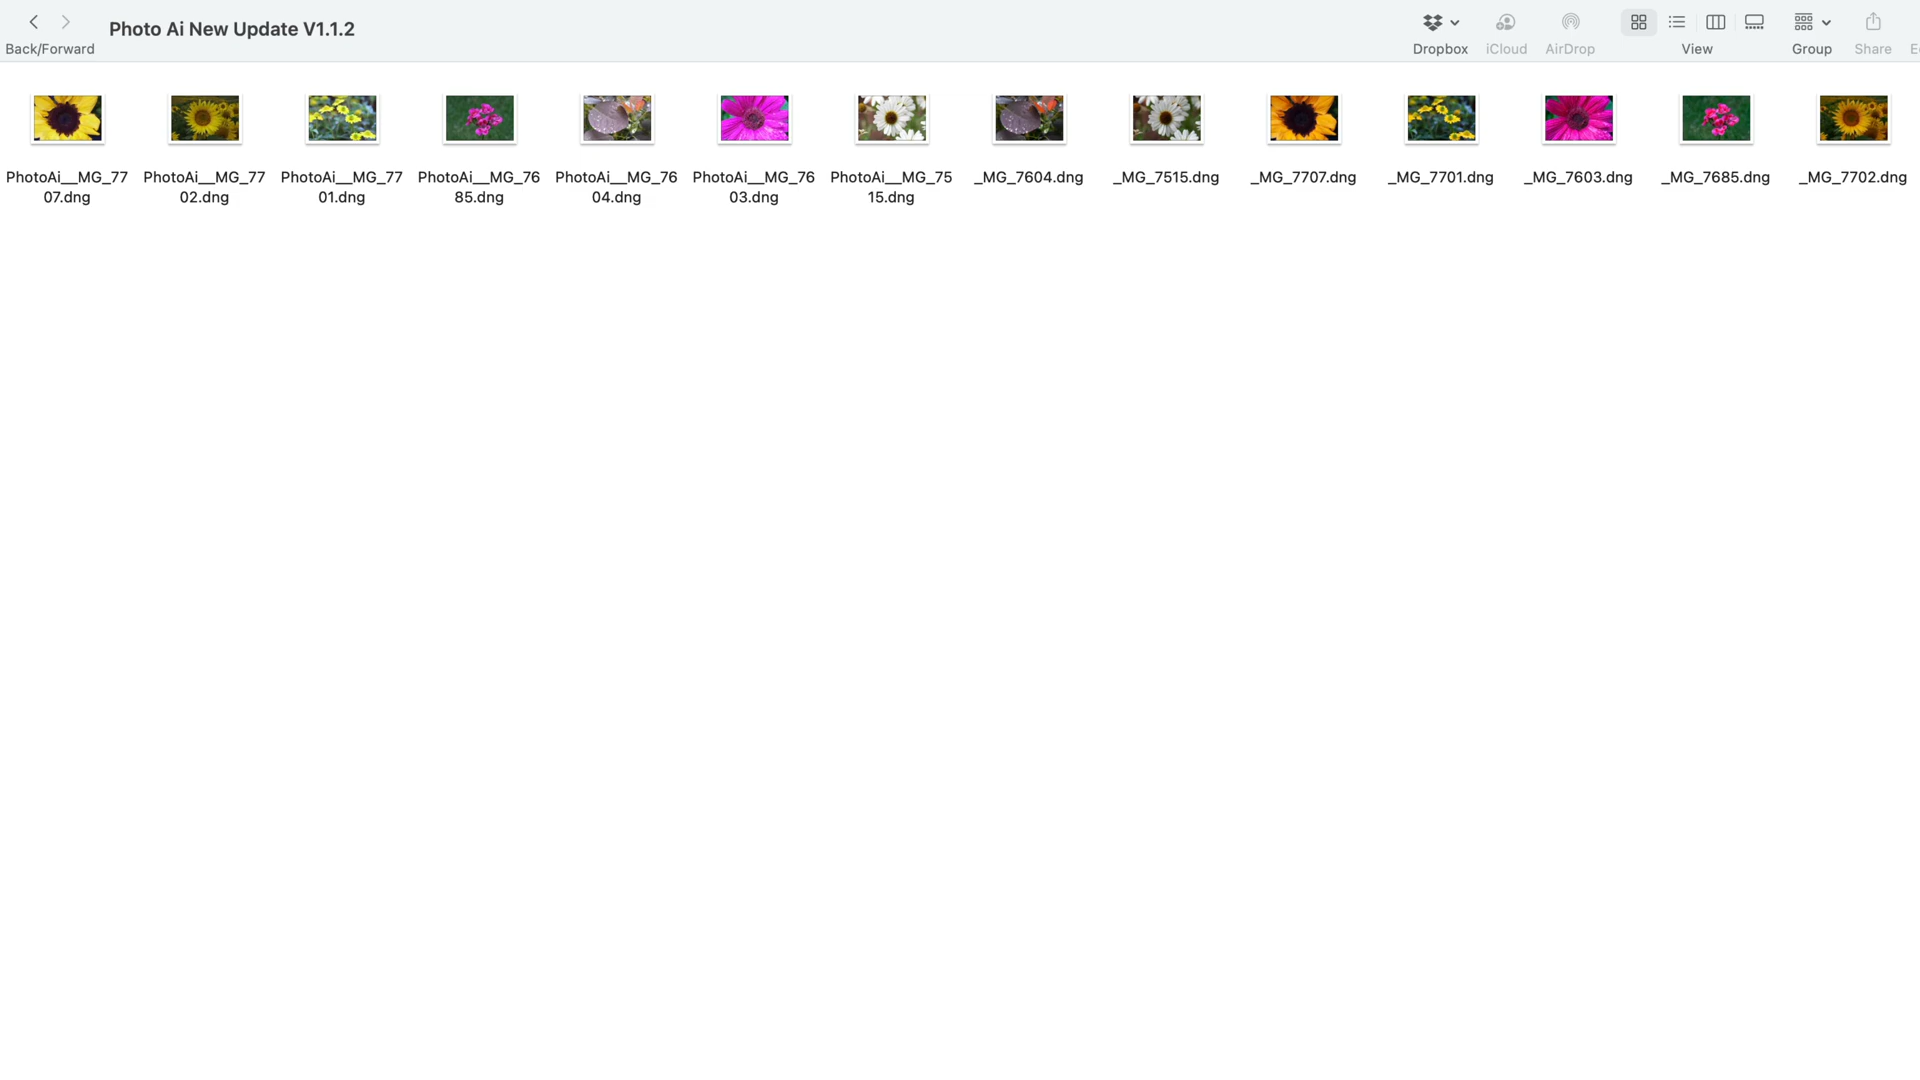 Photo Ai New Update V1.1.2
Back/Forward
Dropbox
iCloud
AirDrop
View
Group
Share
PhotoAi__MG_77
07.dng
PhotoAi__MG_77
02.dng
PhotoAi__MG_77
01.dng
PhotoAi__MG_76
85.dng
PhotoAi__MG_76
04.dng
PhotoAi__MG_76
03.dng
PhotoAi__MG_75
15.dng
_MG_7604.dng
_MG_7515.dng
_MG_7707.dng
_MG_7701.dng
_MG_7603.dng
_MG_7685.dng
_MG_7702.dng